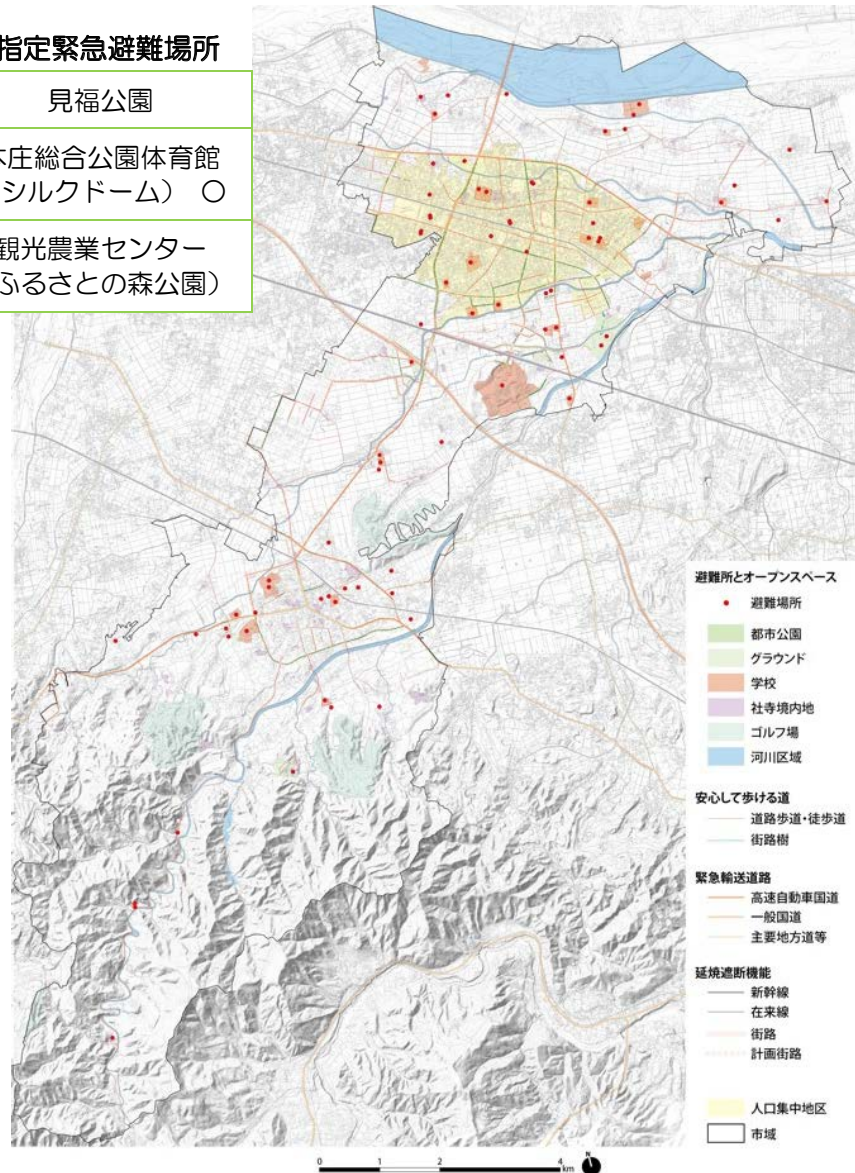 指定緊急避難場所
見福公園
本庄総合公園体育館
シルクドーム） 〇
観光農業センター
ふるさとの森公園）
避難所とオープンスペース
避難場所
都市公園
グラウンド
学校
社寺境内地
ゴルフ場
河川区域
安心して歩ける道
道路歩道・徒歩道
街路樹
緊急輸送道路
高速自動車国道
一般国道
主要地方道等
延焼遮断機能
新幹線
在来線
街路
計画街路
人口集中地区
市域
0 1 2 4
km
N